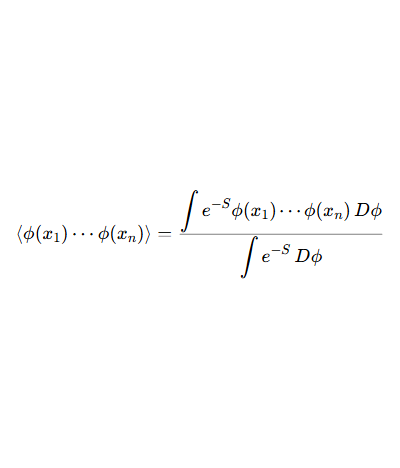 ⟨ϕ(x₁)⋯ϕ(xₙ)⟩ = ∫ e^{−S} ϕ(x₁)⋯ϕ(xₙ) Dϕ / ∫ e^{−S} Dϕ